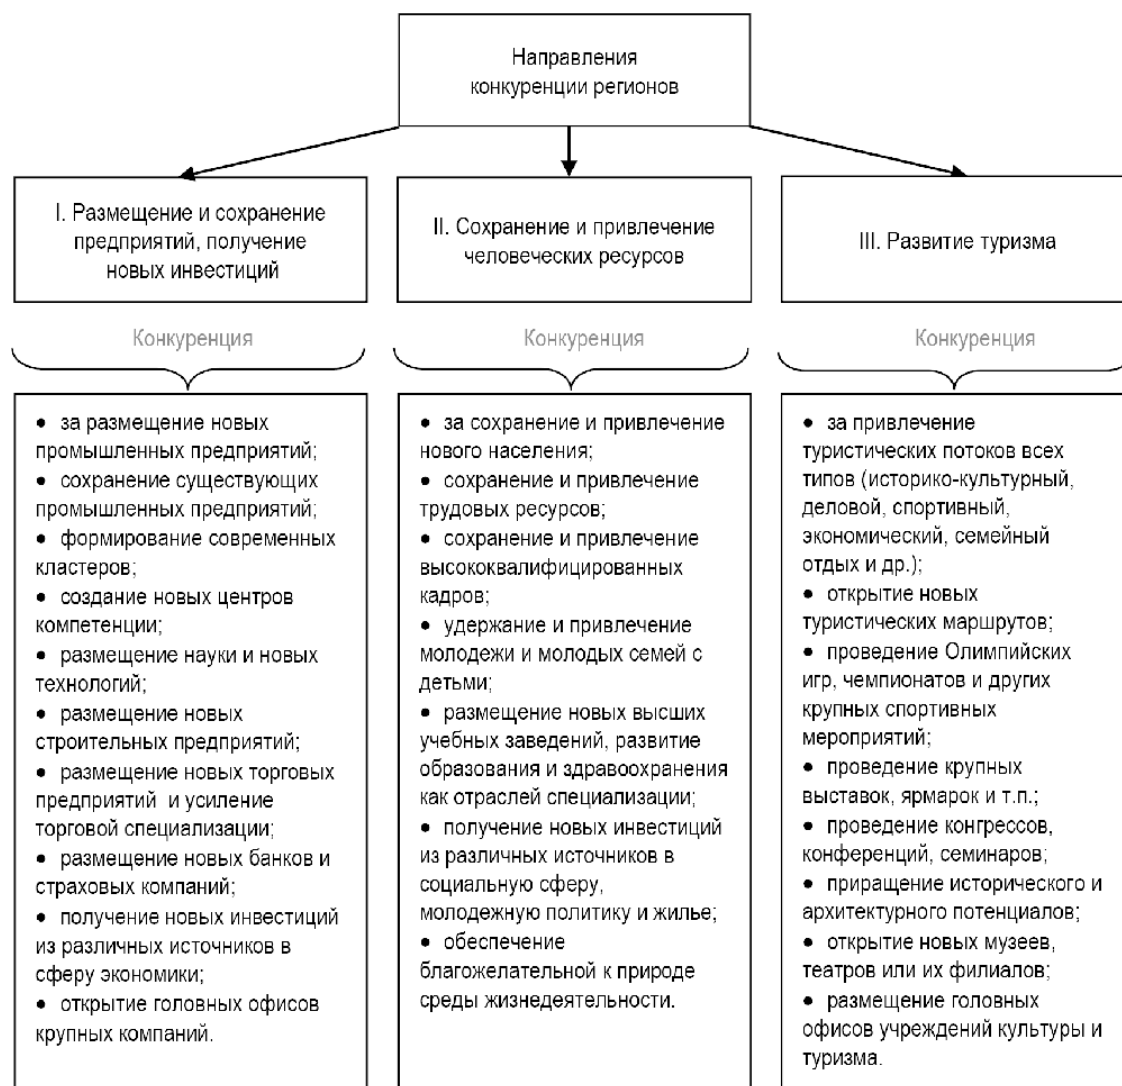 Направления
конкуренции регионов
I. Размещение и сохранение
предприятий, получение
новых инвестиций
II. Сохранение и привлечение
человеческих ресурсов
III. Развитие туризма
Конкуренция
• за размещение новых
промышленных предприятий;
• сохранение существующих
промышленных предприятий;
• формирование современных
кластеров;
• создание новых центров
компетенции;
• размещение науки и новых
технологий;
• размещение новых
строительных предприятий;
• размещение новых торговых
предприятий и усиление
торговой специализации;
• размещение новых банков и
страховых компаний;
• получение новых инвестиций
из различных источников в
сферу экономики;
• открытие головных офисов
крупных компаний.
Конкуренция
• за сохранение и привлечение
нового населения;
• сохранение и привлечение
трудовых ресурсов;
• сохранение и привлечение
высококвалифицированных
кадров;
• удержание и привлечение
молодежи и молодых семей с
детьми;
• размещение новых высших
учебных заведений, развитие
образования и здравоохранения
как отраслей специализации;
• получение новых инвестиций
из различных источников в
социальную сферу,
молодежную политику и жилье;
• обеспечение
благожелательной к природе
среды жизнедеятельности.
Конкуренция
• за привлечение
туристических потоков всех
типов (историко-культурный,
деловой, спортивный,
экономический, семейный
отдых и др.);
• открытие новых
туристических маршрутов;
• проведение Олимпийских
игр, чемпионатов и других
крупных спортивных
мероприятий;
• проведение крупных
выставок, ярмарок и т.п.;
• проведение конгрессов,
конференций, семинаров;
• приращение исторического и
архитектурного потенциалов;
• открытие новых музеев,
театров или их филиалов;
• размещение головных
офисов учреждений культуры и
туризма.